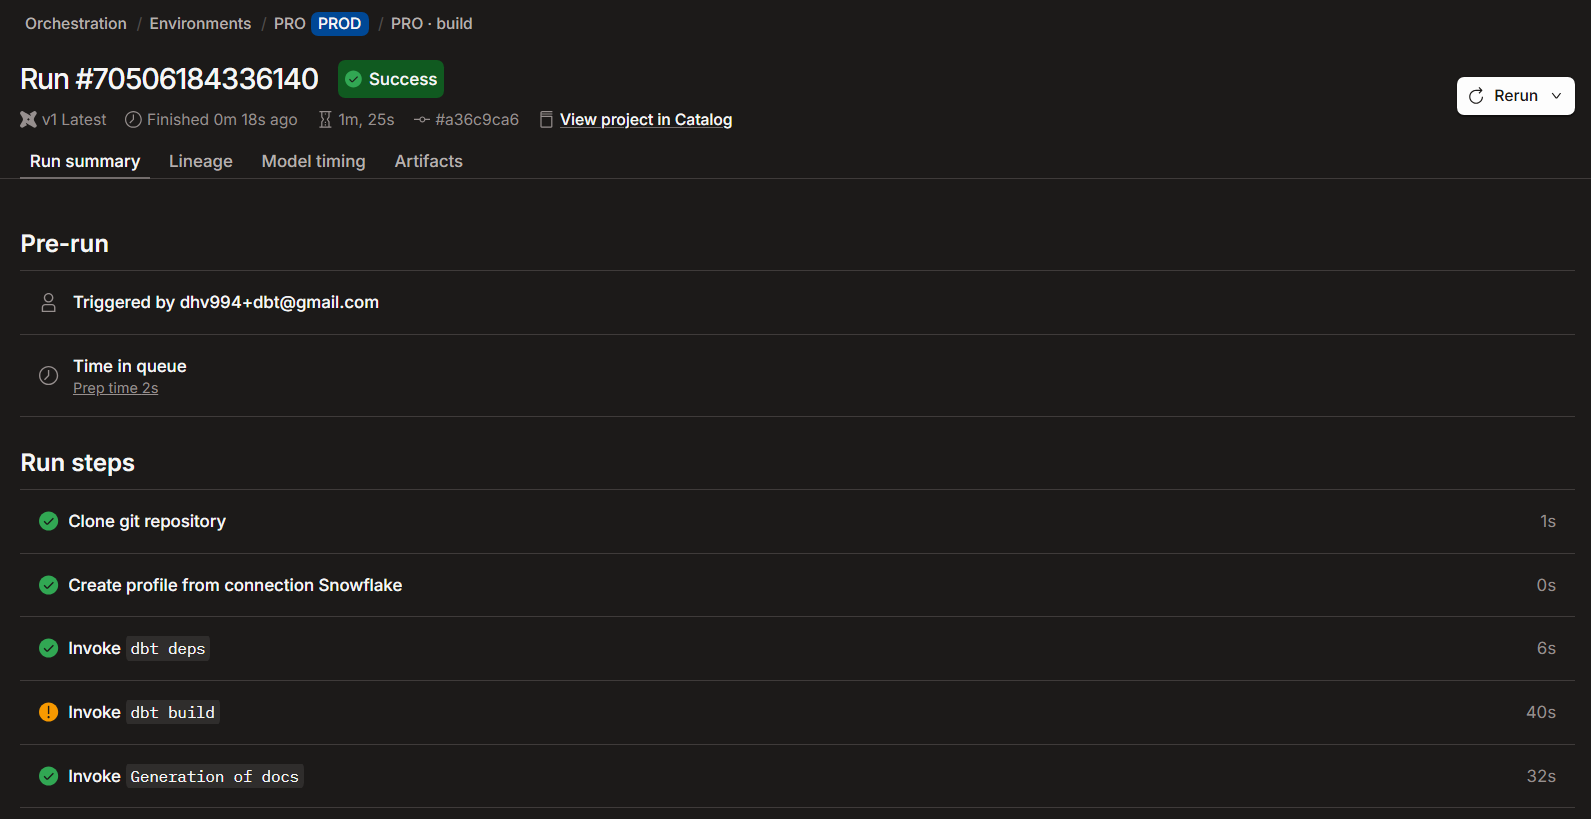 Orchestration / Environments / PRO PROD / PRO · build
Run #70506184336140 Success
Rerun
v1 Latest Finished 0m 18s ago 1m, 25s #a36c9ca6 View project in Catalog
Run summary Lineage Model timing Artifacts
Pre-run
Triggered by dhv994+dbt@gmail.com
Time in queue
Prep time 2s
Run steps
Clone git repository 1s
Create profile from connection Snowflake 0s
Invoke dbt deps 6s
Invoke dbt build 40s
Invoke Generation of docs 32s